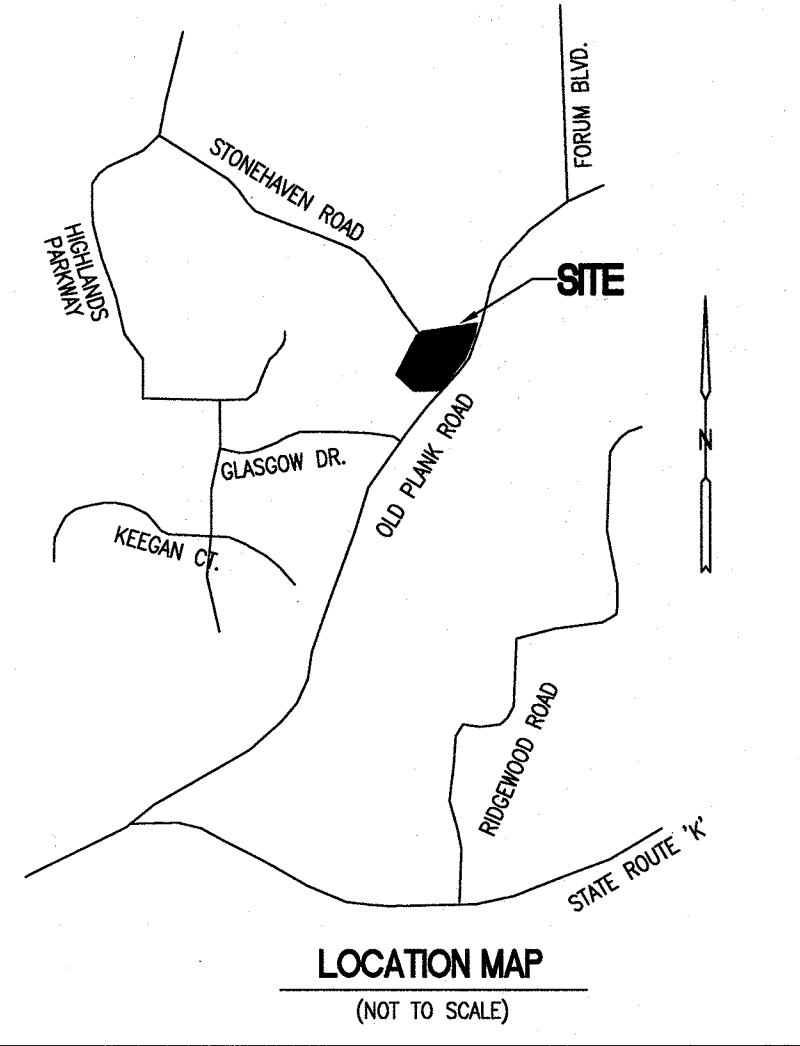 FORUM BLVD.
STONEHAVEN ROAD
HIGHLANDS
PARKWAY
SITE
N
OLD PLANK ROAD
GLASGOW DR.
KEEGAN CT.
RIDGEWOOD ROAD
STATE ROUTE 'K'
LOCATION MAP
(NOT TO SCALE)